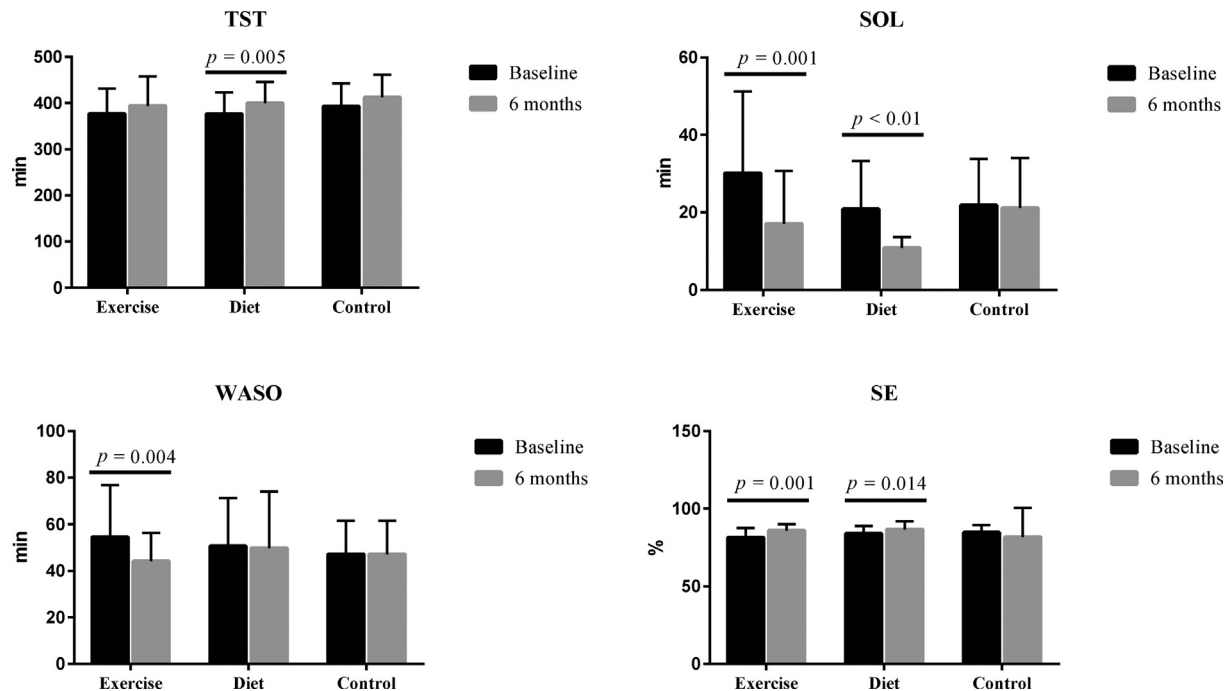 TST
500
400
300
200
100
0
min
p = 0.005
Exercise
Diet
Control
Baseline
6 months
SOL
60
40
20
0
min
p = 0.001
p < 0.01
Exercise
Diet
Control
Baseline
6 months
WASO
100
80
60
40
20
0
min
p = 0.004
Exercise
Diet
Control
Baseline
6 months
SE
150
100
50
0
%
p = 0.001
p = 0.014
Exercise
Diet
Control
Baseline
6 months